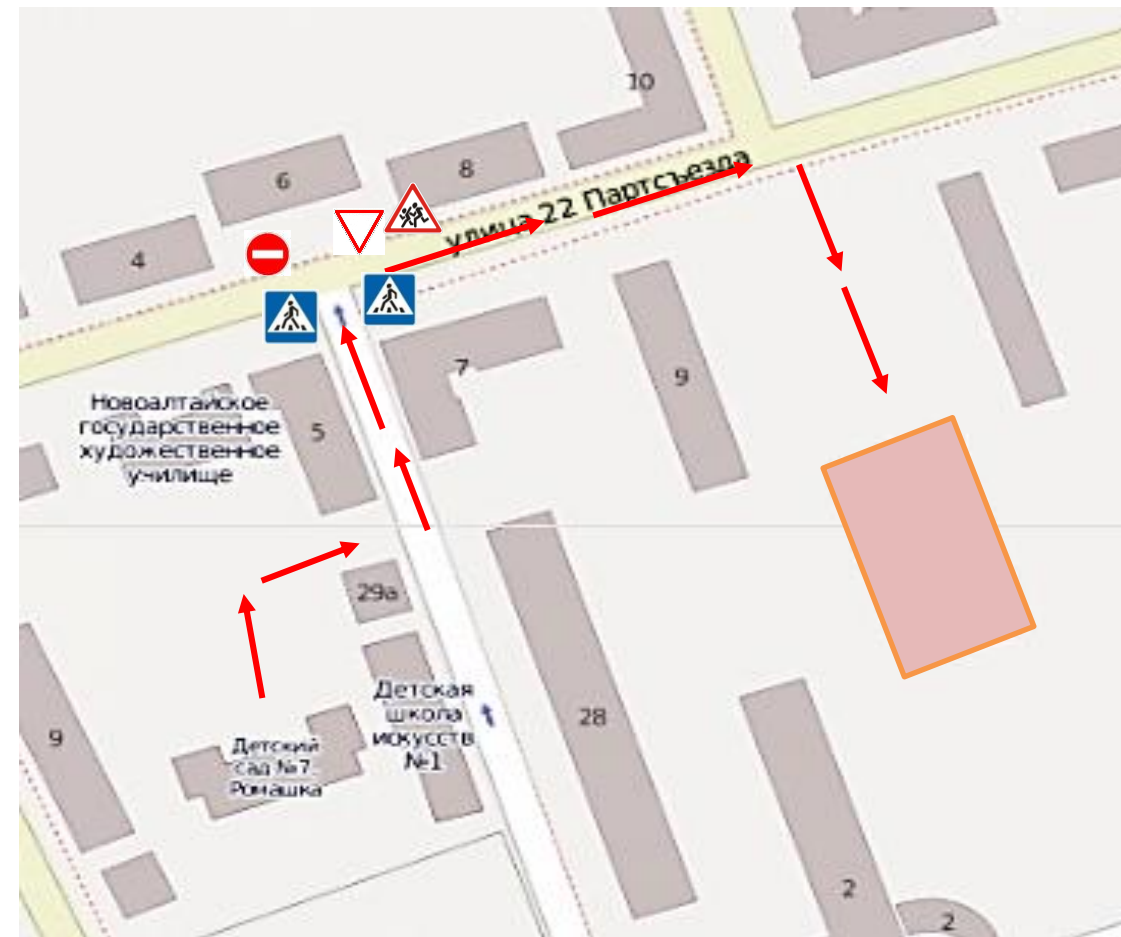 10
8
6
4
улица 22 Партсъезда
7
9
5
Новоалтайское
государственное
художественное
училище
29а
Детская
школа
искусств
№1
28
9
Детский
сад №7
Ромашка
2
2